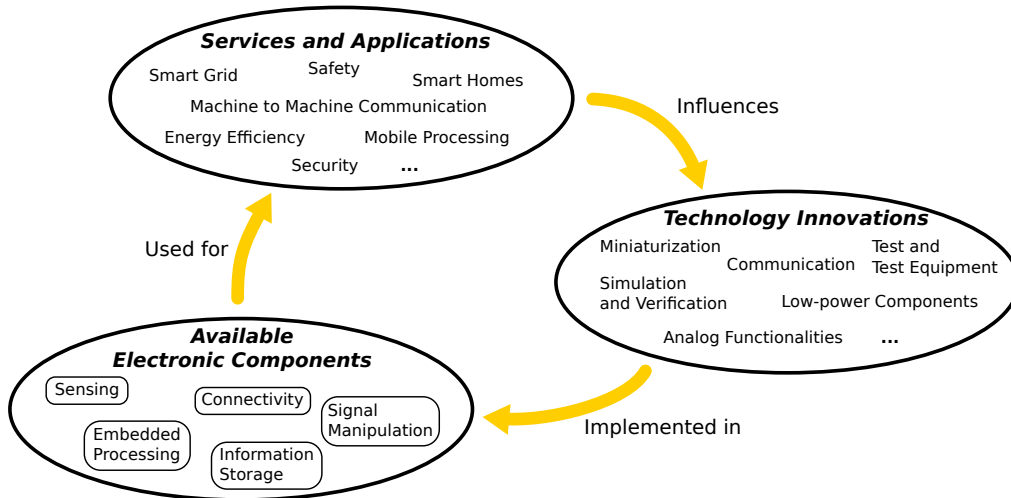 Services and Applications
Smart Grid
Safety
Smart Homes
Machine to Machine Communication
Energy Efficiency
Mobile Processing
Security
...
Influences
Technology Innovations
Miniaturization
Communication
Test and
Test Equipment
Simulation
and Verification
Low-power Components
Analog Functionalities
...
Implemented in
Available
Electronic Components
Sensing
Connectivity
Signal
Manipulation
Embedded
Processing
Information
Storage
Used for